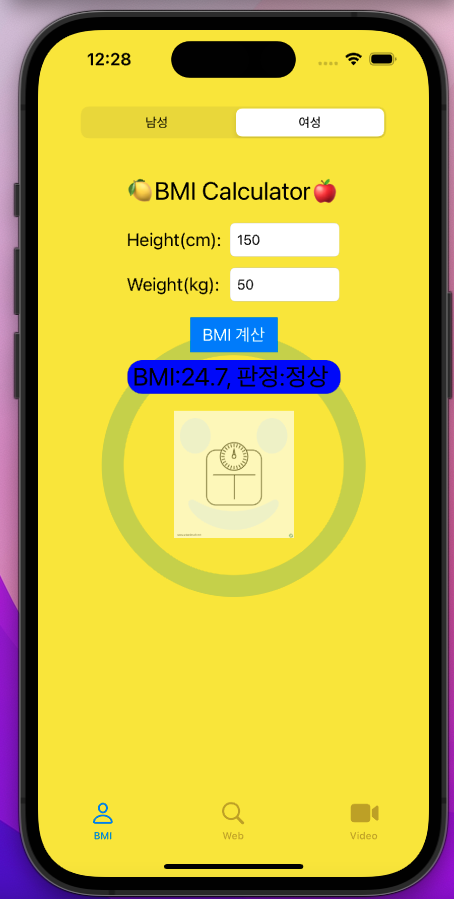 12:28
남성 여성
🍋BMI Calculator🍎
Height(cm): 150
Weight(kg): 50
BMI 계산
BMI:24.7, 판정:정상
BMI Web Video